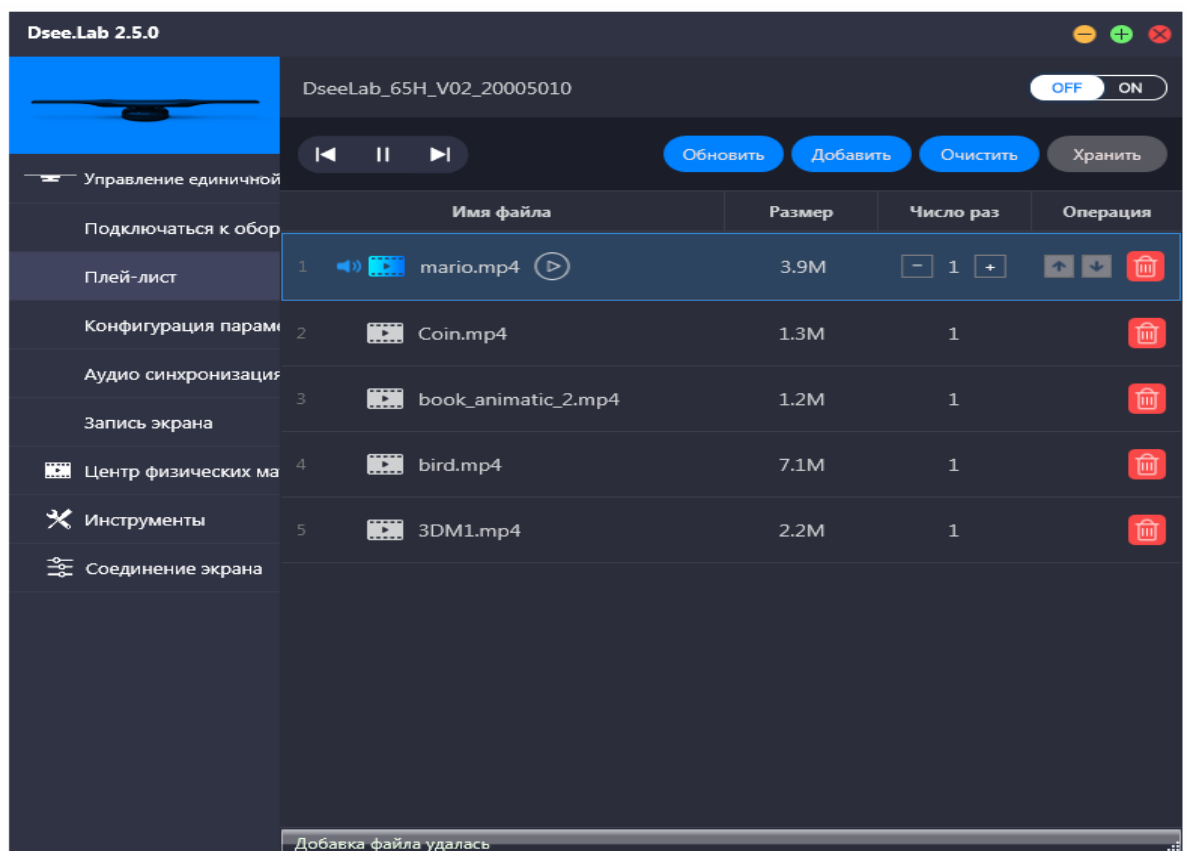 Dsee.Lab 2.5.0
DseeLab_65H_V02_20005010
OFF ON
Обновить Добавить Очистить Хранить
Управление единичной
Подключаться к обор
Плей-лист
Конфигурация параме
Аудио синхронизация
Запись экрана
Центр физических ма
Инструменты
Соединение экрана
Имя файла Размер Число раз Операция
1 mario.mp4 3.9M − 1 +
2 Coin.mp4 1.3M 1
3 book_animatic_2.mp4 1.2M 1
4 bird.mp4 7.1M 1
5 3DM1.mp4 2.2M 1
Добавка файла удалась